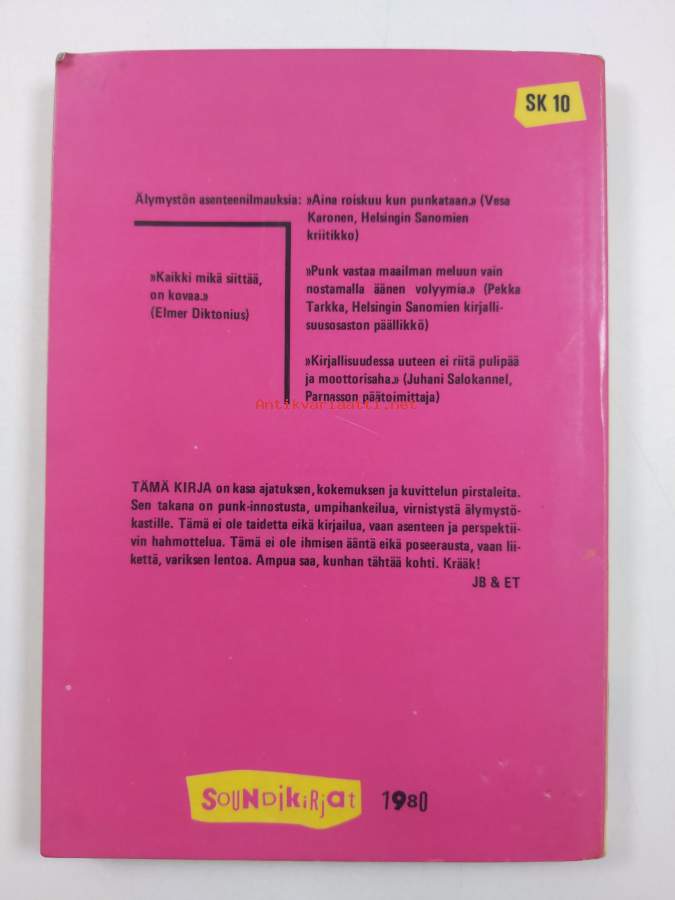 SK 10
Älymystön asenteenilmauksia:
»Aina roiskuu kun punkataan.» (Vesa
Karonen, Helsingin Sanomien
kriitikko)
»Kaikki mikä siittää,
on kovaa.»
(Elmer Diktonius)
»Punk vastaa maailman meluun vain
nostamalla äänen volyymia.» (Pekka
Tarkka, Helsingin Sanomien kirjalli-
suusosaston päällikkö)
»Kirjallisuudessa uuteen ei riitä pulipää
ja moottorisaha.» (Juhani Salokannel,
Parnasson päätoimittaja)
Antikvariaatti.net
TÄMÄ KIRJA on kasa ajatuksen, kokemuksen ja kuvittelun pirstaleita.
Sen takana on punk-innostusta, umpihankeilua, virnistystä älymystö-
kastille. Tämä ei ole taidetta eikä kirjailua, vaan asenteen ja perspektii-
vin hahmottelua. Tämä ei ole ihmisen ääntä eikä poseerausta, vaan lii-
kettä, variksen lentoa. Ampua saa, kunhan tähtää kohti. Krääk!
JB & ET
SOUNDiKiRjat 1980